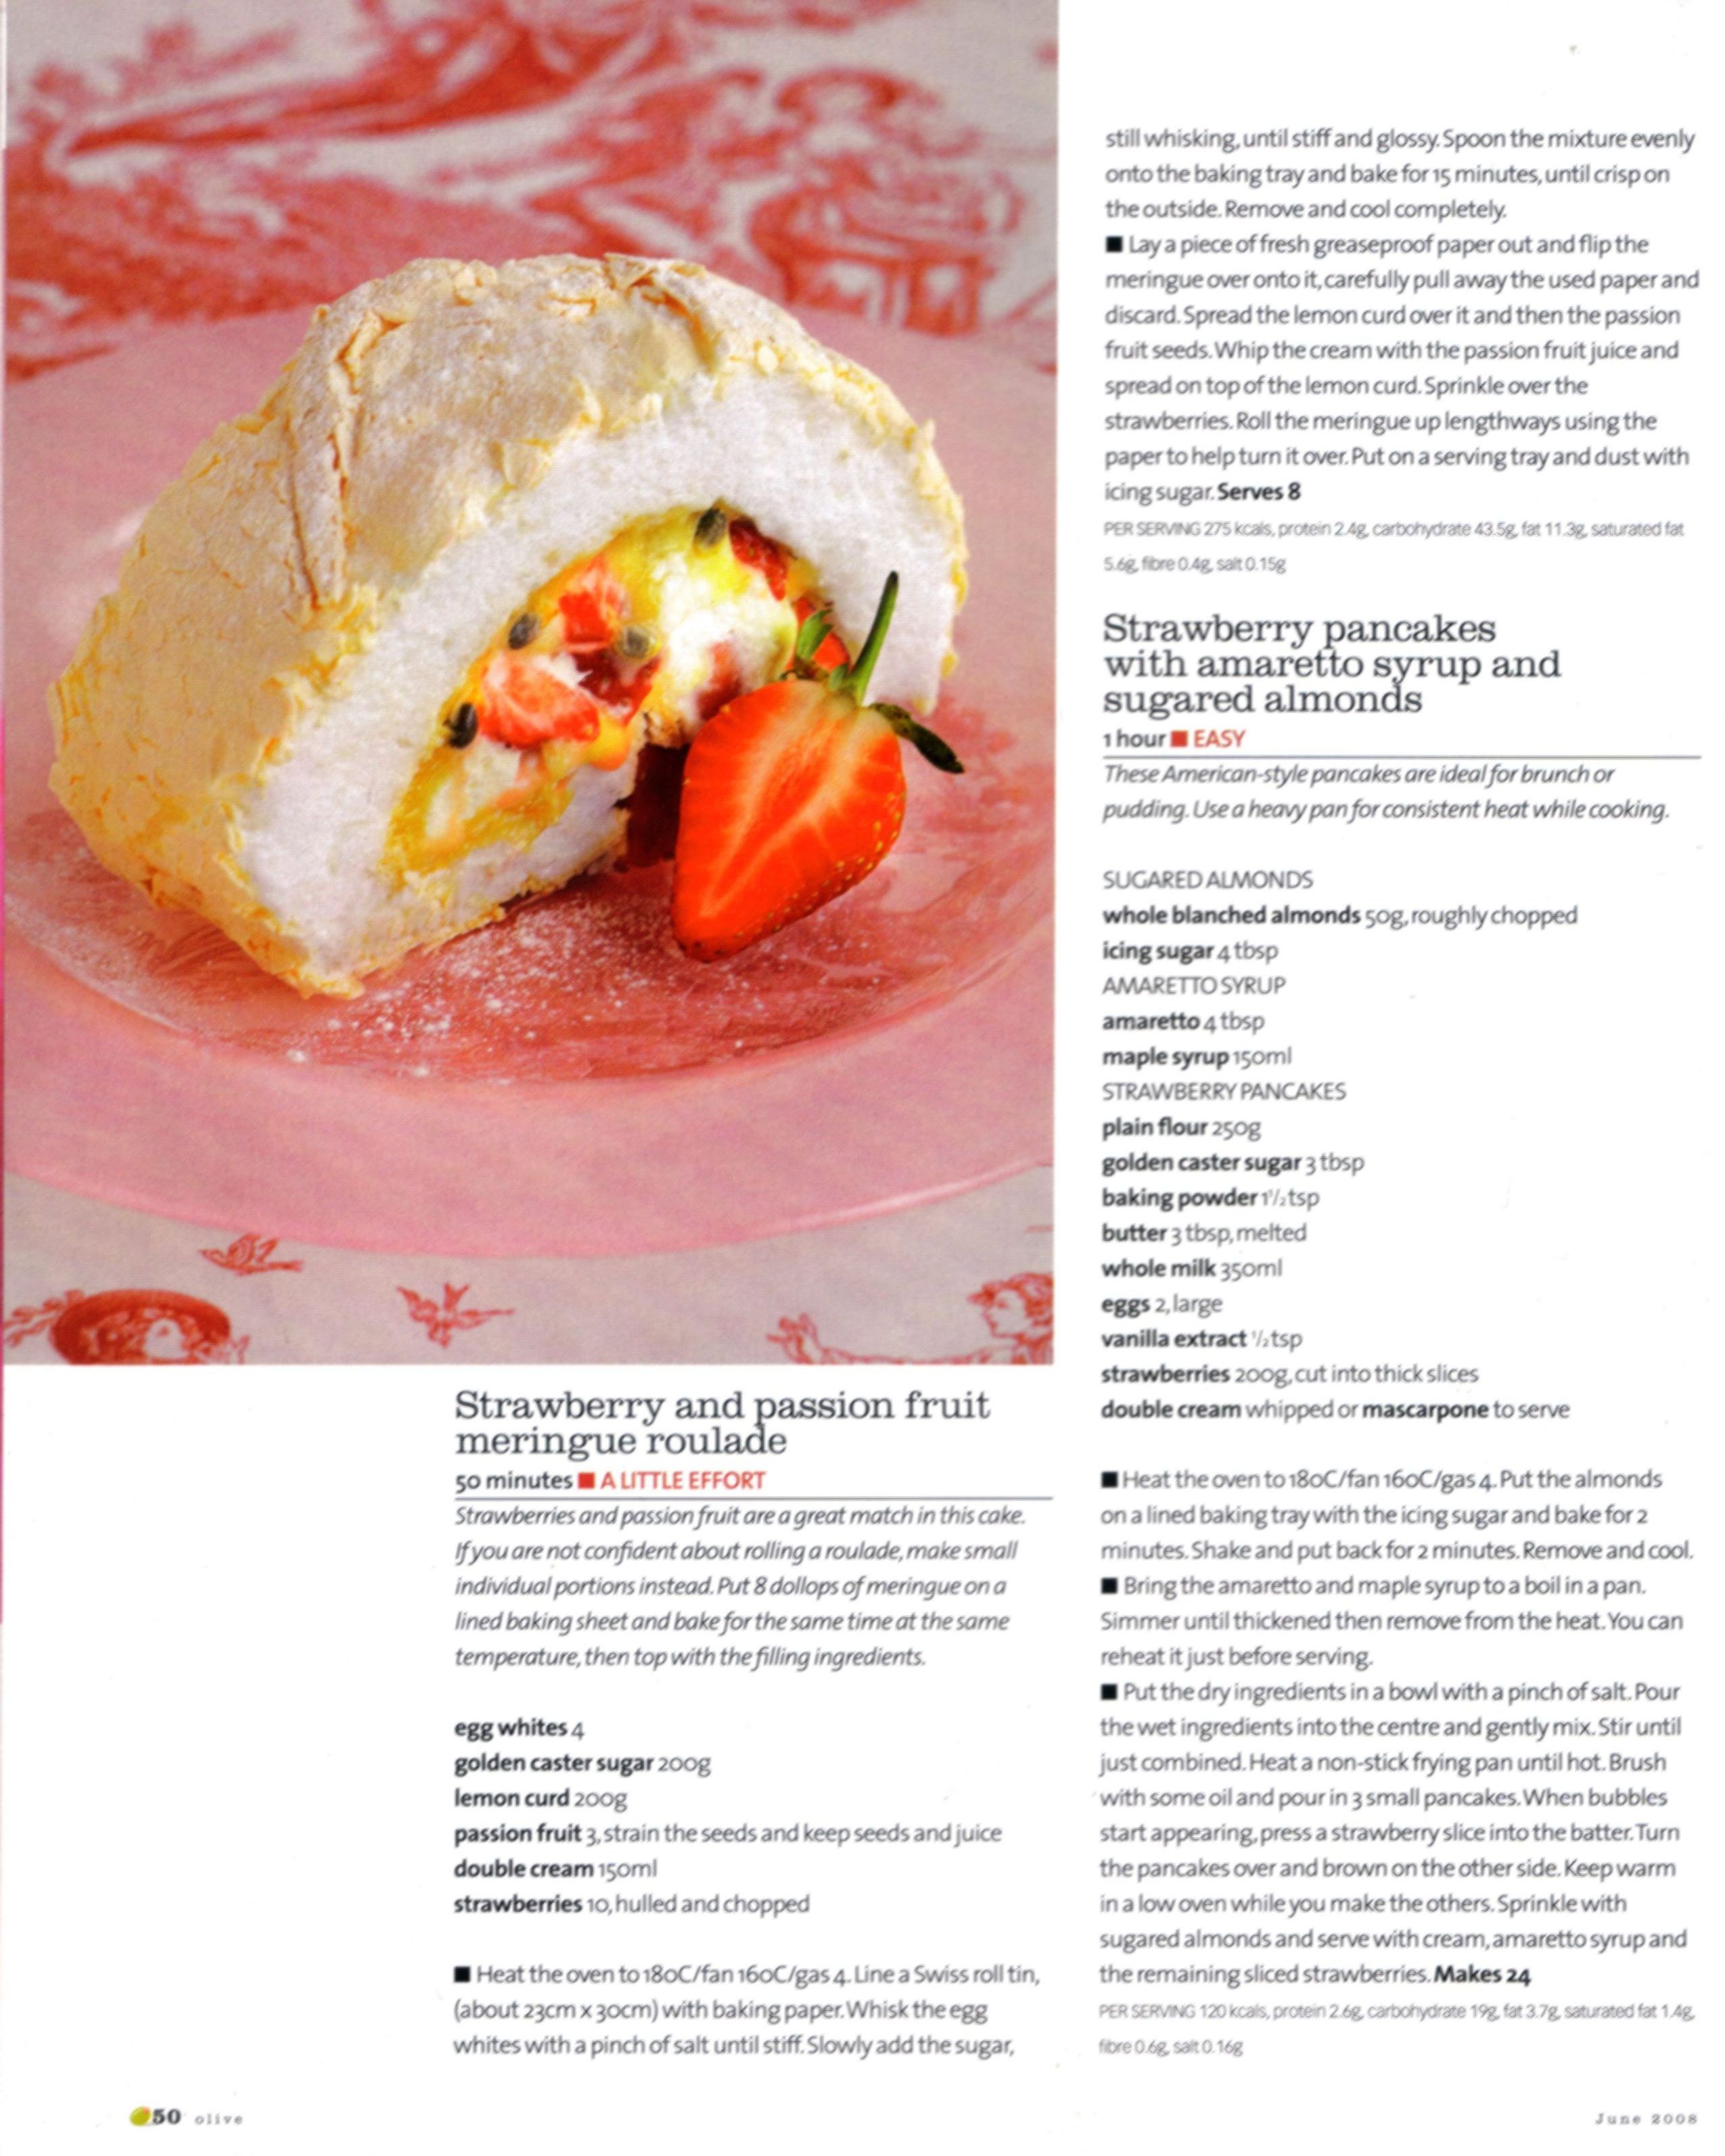 Strawberry and passion fruit
meringue roulade
50 minutes ■ A LITTLE EFFORT
Strawberries and passion fruit are a great match in this cake.
If you are not confident about rolling a roulade, make small
individual portions instead. Put 8 dollops of meringue on a
lined baking sheet and bake for the same time at the same
temperature, then top with the filling ingredients.
egg whites 4
golden caster sugar 200g
lemon curd 200g
passion fruit 3, strain the seeds and keep seeds and juice
double cream 150ml
strawberries 10, hulled and chopped
■ Heat the oven to 180C/fan 160C/gas 4. Line a Swiss roll tin,
(about 23cm x 30cm) with baking paper. Whisk the egg
whites with a pinch of salt until stiff. Slowly add the sugar,
still whisking, until stiff and glossy. Spoon the mixture evenly
onto the baking tray and bake for 15 minutes, until crisp on
the outside. Remove and cool completely.
■ Lay a piece of fresh greaseproof paper out and flip the
meringue over onto it, carefully pull away the used paper and
discard. Spread the lemon curd over it and then the passion
fruit seeds. Whip the cream with the passion fruit juice and
spread on top of the lemon curd. Sprinkle over the
strawberries. Roll the meringue up lengthways using the
paper to help turn it over. Put on a serving tray and dust with
icing sugar. Serves 8
PER SERVING 275 kcals, protein 2.4g, carbohydrate 43.5g, fat 11.3g, saturated fat
5.6g, fibre 0.4g, salt 0.15g
Strawberry pancakes
with amaretto syrup and
sugared almonds
1 hour ■ EASY
These American-style pancakes are ideal for brunch or
pudding. Use a heavy pan for consistent heat while cooking.
SUGARED ALMONDS
whole blanched almonds 50g, roughly chopped
icing sugar 4 tbsp
AMARETTO SYRUP
amaretto 4 tbsp
maple syrup 150ml
STRAWBERRY PANCAKES
plain flour 250g
golden caster sugar 3 tbsp
baking powder 1½ tsp
butter 3 tbsp, melted
whole milk 350ml
eggs 2, large
vanilla extract ½ tsp
strawberries 200g, cut into thick slices
double cream whipped or mascarpone to serve
■ Heat the oven to 180C/fan 160C/gas 4. Put the almonds
on a lined baking tray with the icing sugar and bake for 2
minutes. Shake and put back for 2 minutes. Remove and cool.
■ Bring the amaretto and maple syrup to a boil in a pan.
Simmer until thickened then remove from the heat. You can
reheat it just before serving.
■ Put the dry ingredients in a bowl with a pinch of salt. Pour
the wet ingredients into the centre and gently mix. Stir until
just combined. Heat a non-stick frying pan until hot. Brush
with some oil and pour in 3 small pancakes. When bubbles
start appearing, press a strawberry slice into the batter. Turn
the pancakes over and brown on the other side. Keep warm
in a low oven while you make the others. Sprinkle with
sugared almonds and serve with cream, amaretto syrup and
the remaining sliced strawberries. Makes 24
PER SERVING 120 kcals, protein 2.6g, carbohydrate 19g, fat 3.7g, saturated fat 1.4g,
fibre 0.6g, salt 0.16g
50 olive
June 2008